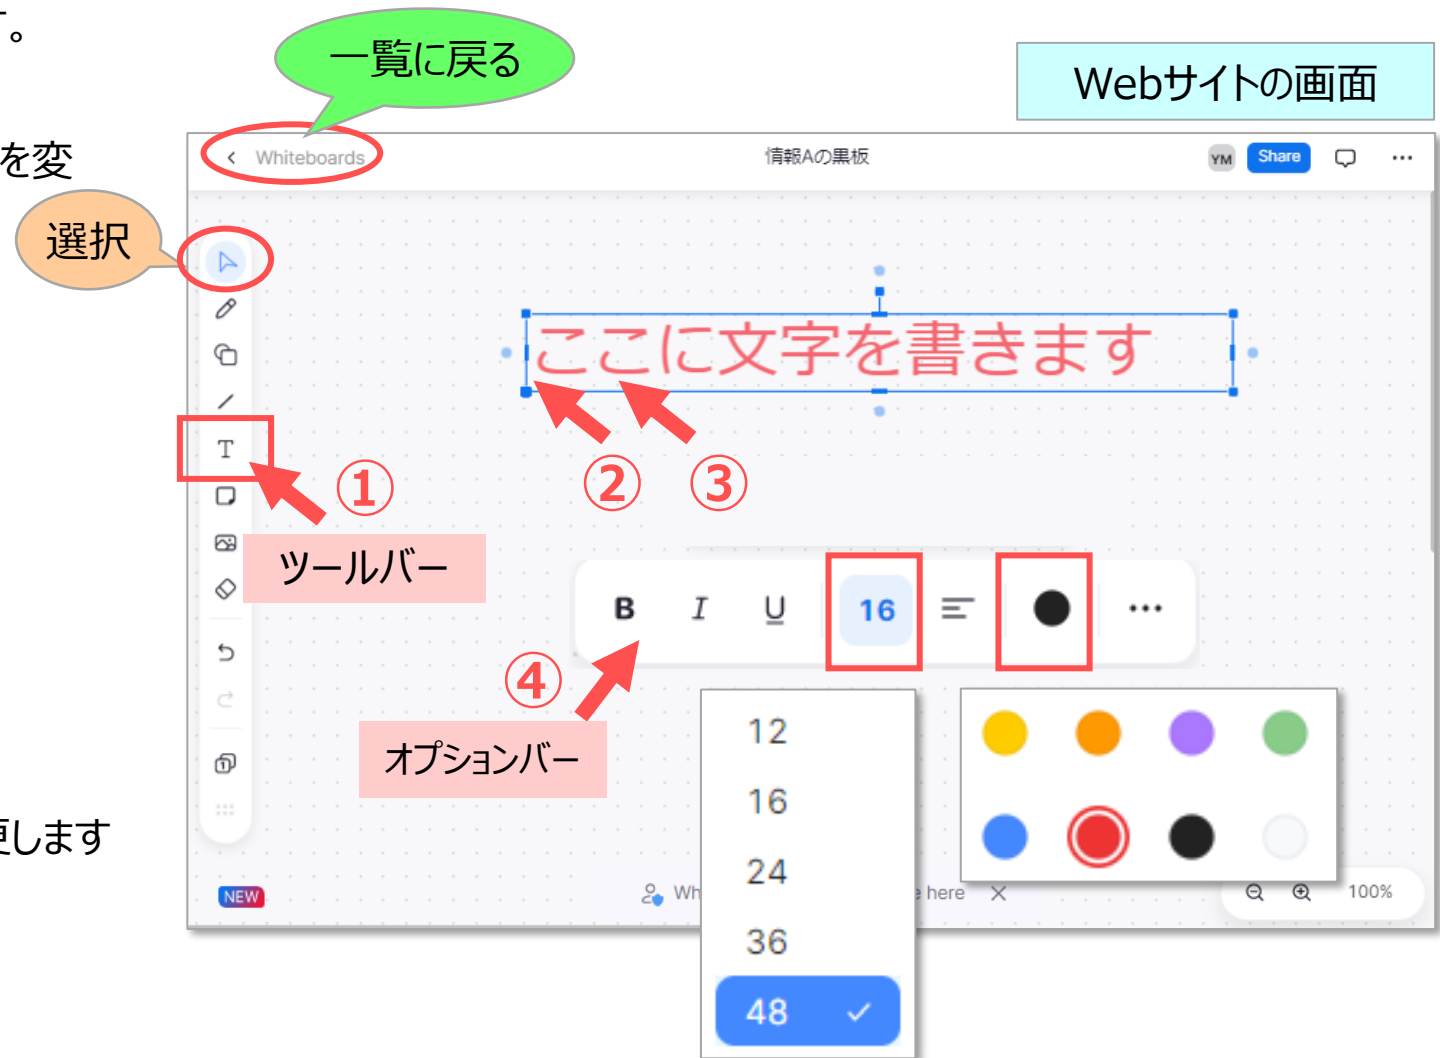 す。
一覧に戻る
Webサイトの画面
を変
Whiteboards
情報Aの黒板
YM
Share
選択
ここに文字を書きます
T
①
②
③
ツールバー
B I U 16
④
オプションバー
12
16
24
36
48
更します
NEW
Wh
e here
100%